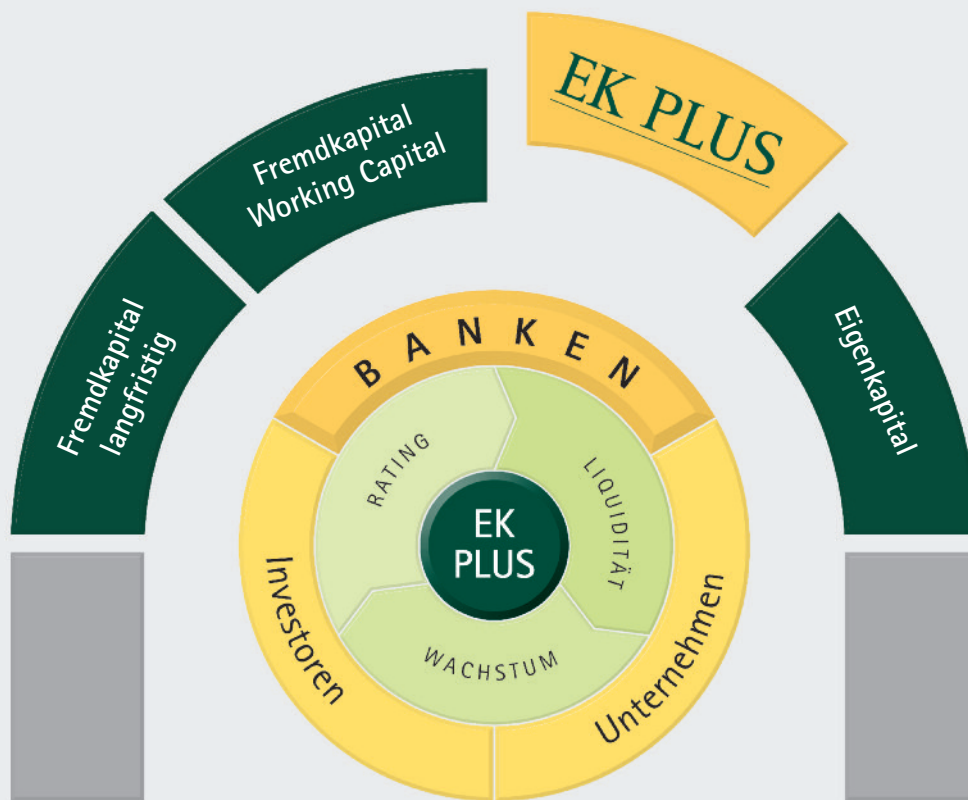 Fremdkapital
langfristig
Fremdkapital
Working Capital
EK PLUS
Eigenkapital
BANKEN
RATING
LIQUIDITÄT
EK
PLUS
WACHSTUM
Investoren
Unternehmen